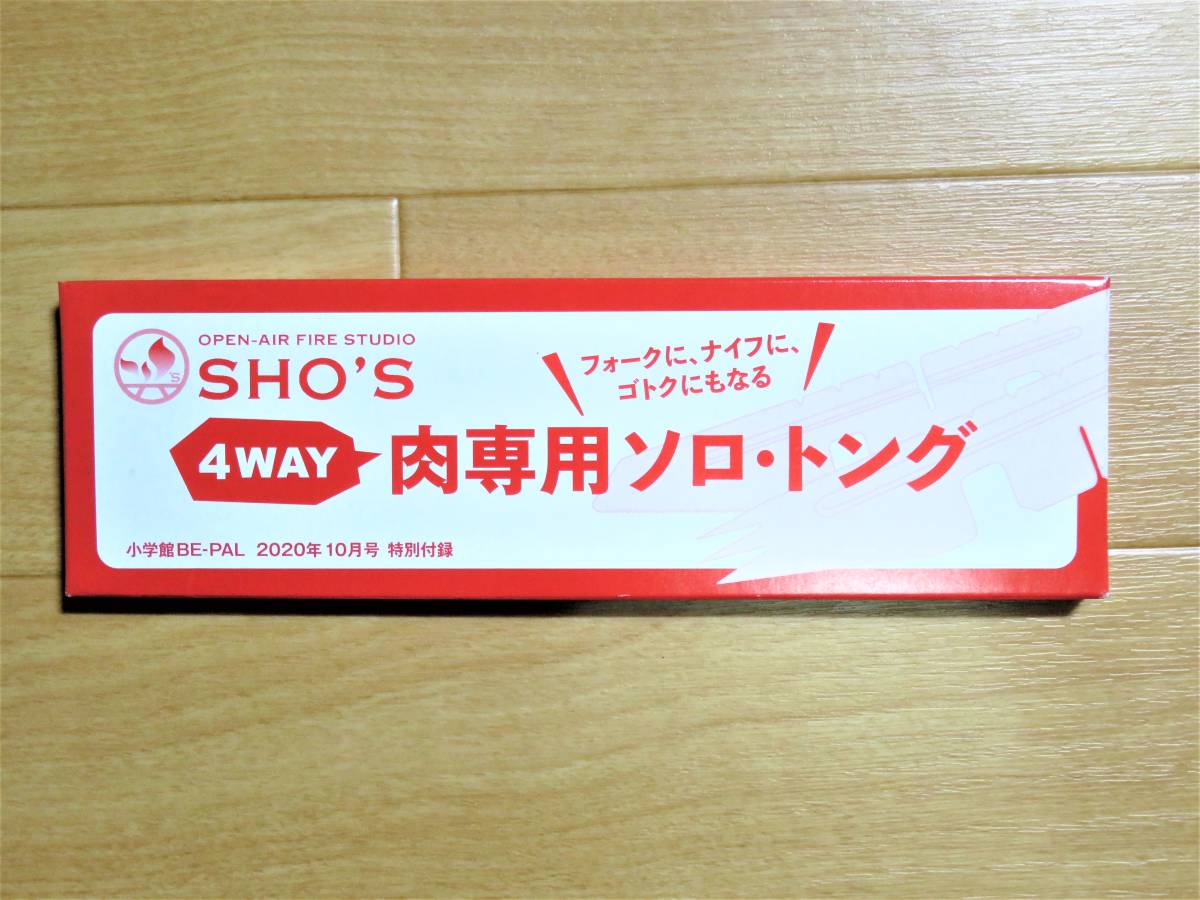 OPEN-AIR FIRE STUDIO
SHO'S
'S
フォークに、ナイフに、
ゴトクにもなる
4WAY 肉専用ソロ・トング
小学館BE-PAL 2020年10月号 特別付録